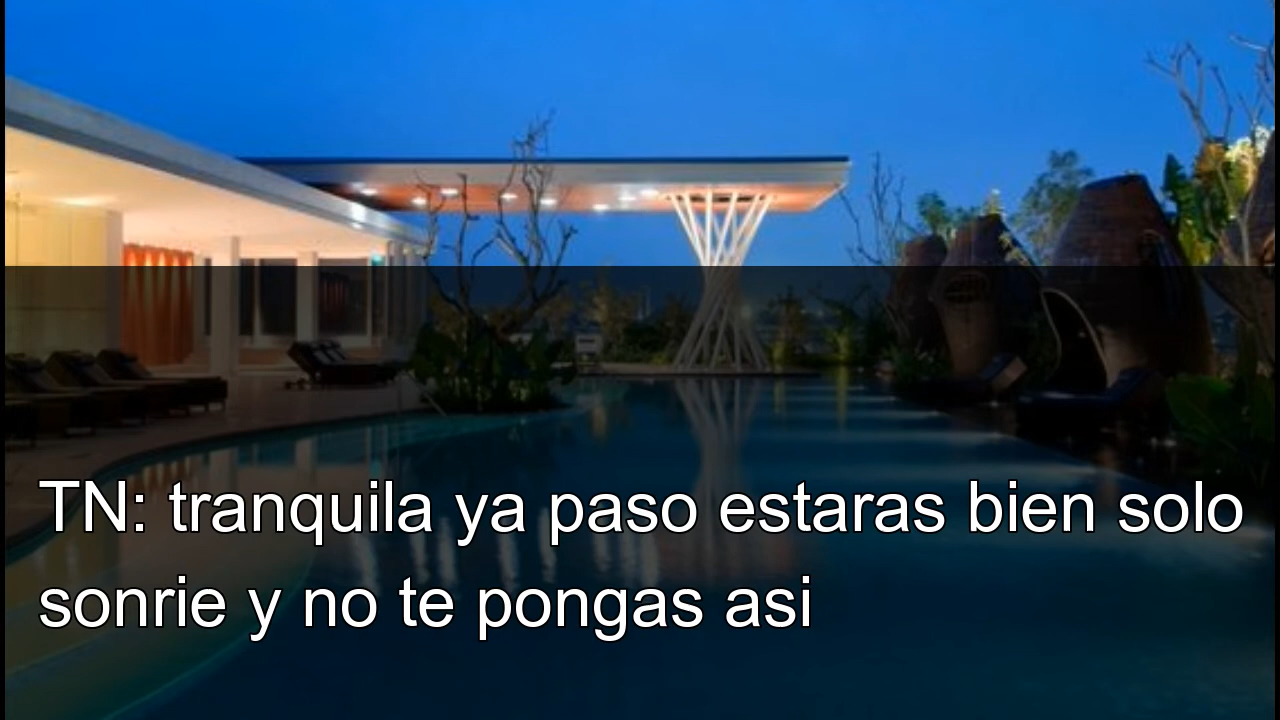 TN: tranquila ya paso estaras bien solo
sonrie y no te pongas asi